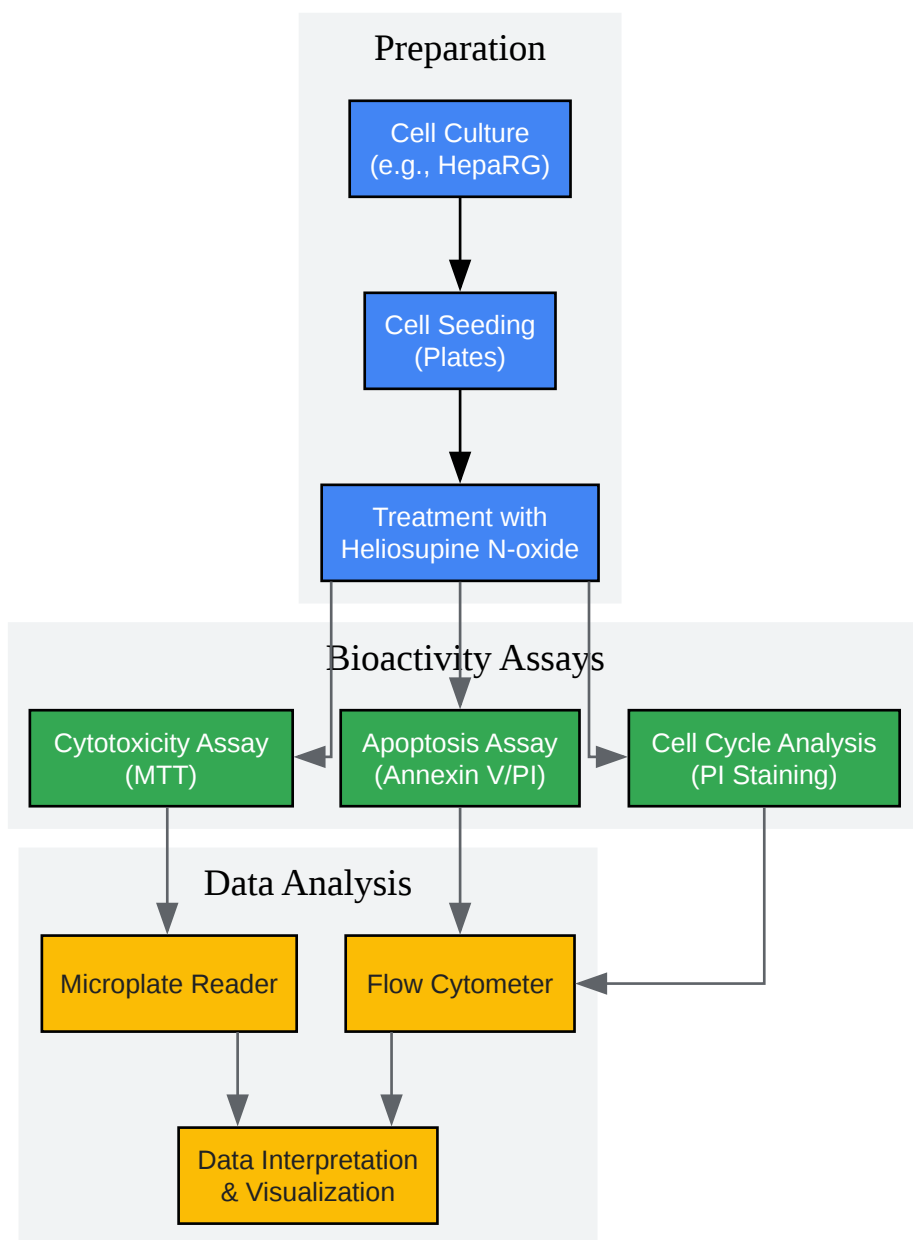 Preparation
Cell Culture
(e.g., HepaRG)
Cell Seeding
(Plates)
Treatment with
Heliosupine N-oxide
Bioactivity Assays
Cytotoxicity Assay
(MTT)
Apoptosis Assay
(Annexin V/PI)
Cell Cycle Analysis
(PI Staining)
Data Analysis
Microplate Reader
Flow Cytometer
Data Interpretation
& Visualization